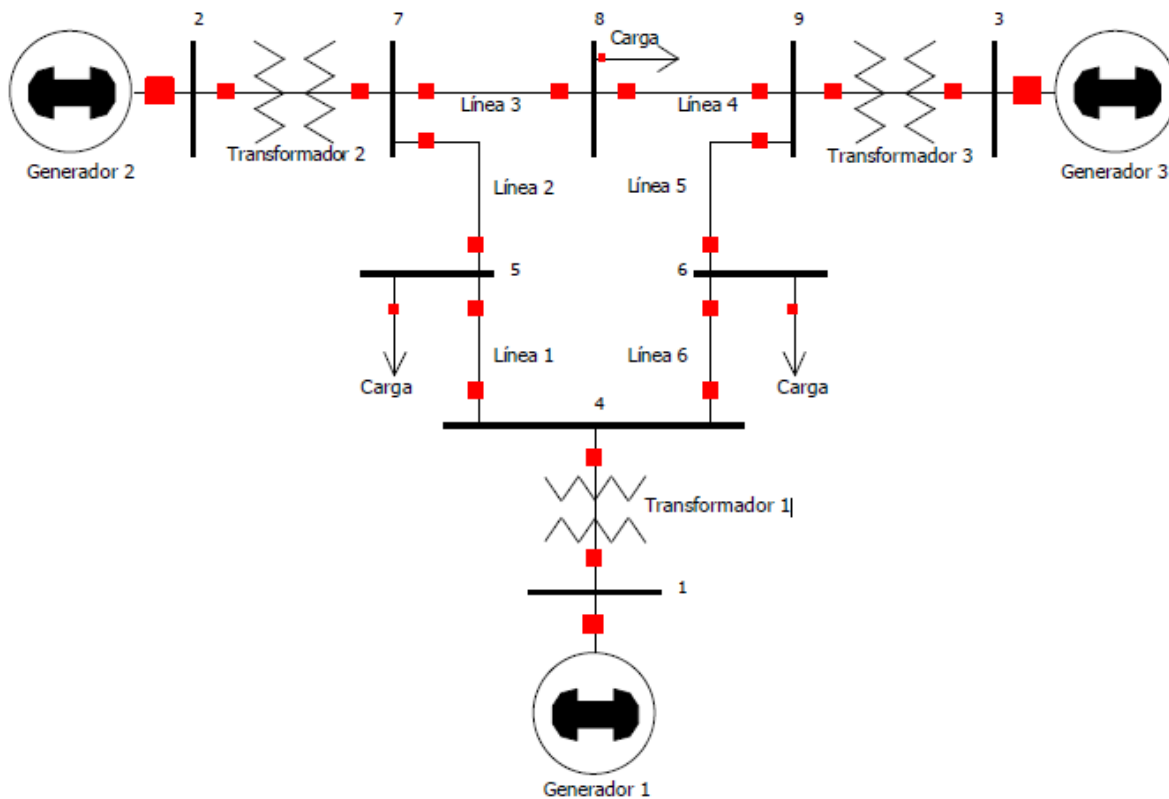 2
7
8
9
3
Carga
Línea 3
Línea 4
Transformador 2
Transformador 3
Generador 2
Generador 3
Línea 2
Línea 5
5
6
Línea 1
Línea 6
Carga
Carga
4
Transformador 1
1
Generador 1